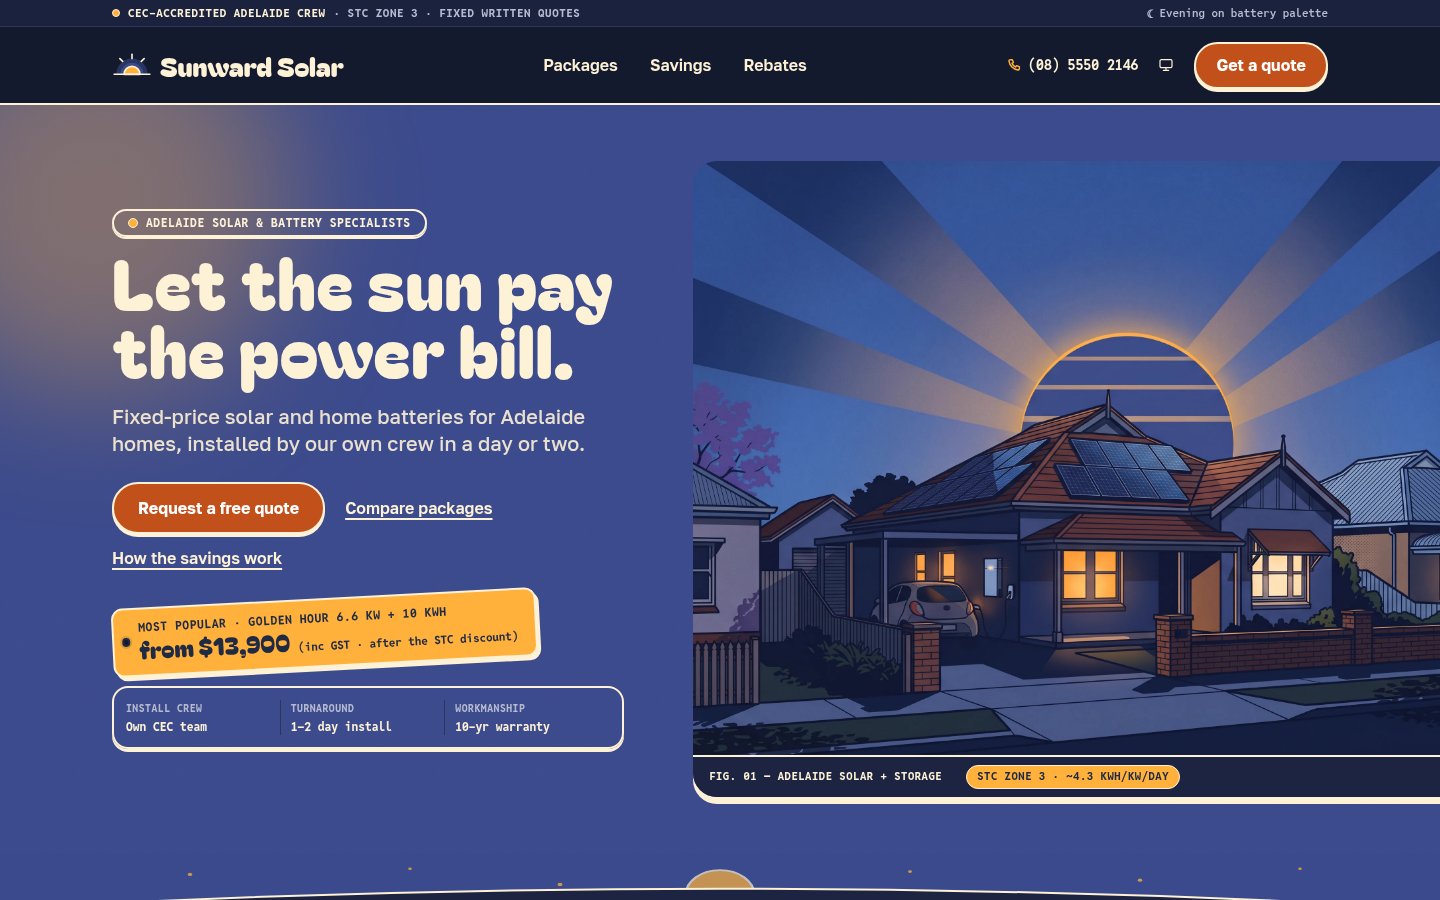 CEC-ACCREDITED ADELAIDE CREW · STC ZONE 3 · FIXED WRITTEN QUOTES
Evening on battery palette
Sunward Solar
Packages
Savings
Rebates
(08) 5550 2146
Get a quote
ADELAIDE SOLAR & BATTERY SPECIALISTS
Let the sun pay
the power bill.
Fixed-price solar and home batteries for Adelaide
homes, installed by our own crew in a day or two.
Request a free quote
Compare packages
How the savings work
MOST POPULAR · GOLDEN HOUR 6.6 KW + 10 KWH
from $13,900 (inc GST · after the STC discount)
INSTALL CREW
Own CEC team
TURNAROUND
1–2 day install
WORKMANSHIP
10-yr warranty
FIG. 01 — ADELAIDE SOLAR + STORAGE
STC ZONE 3 · ~4.3 KWH/KW/DAY